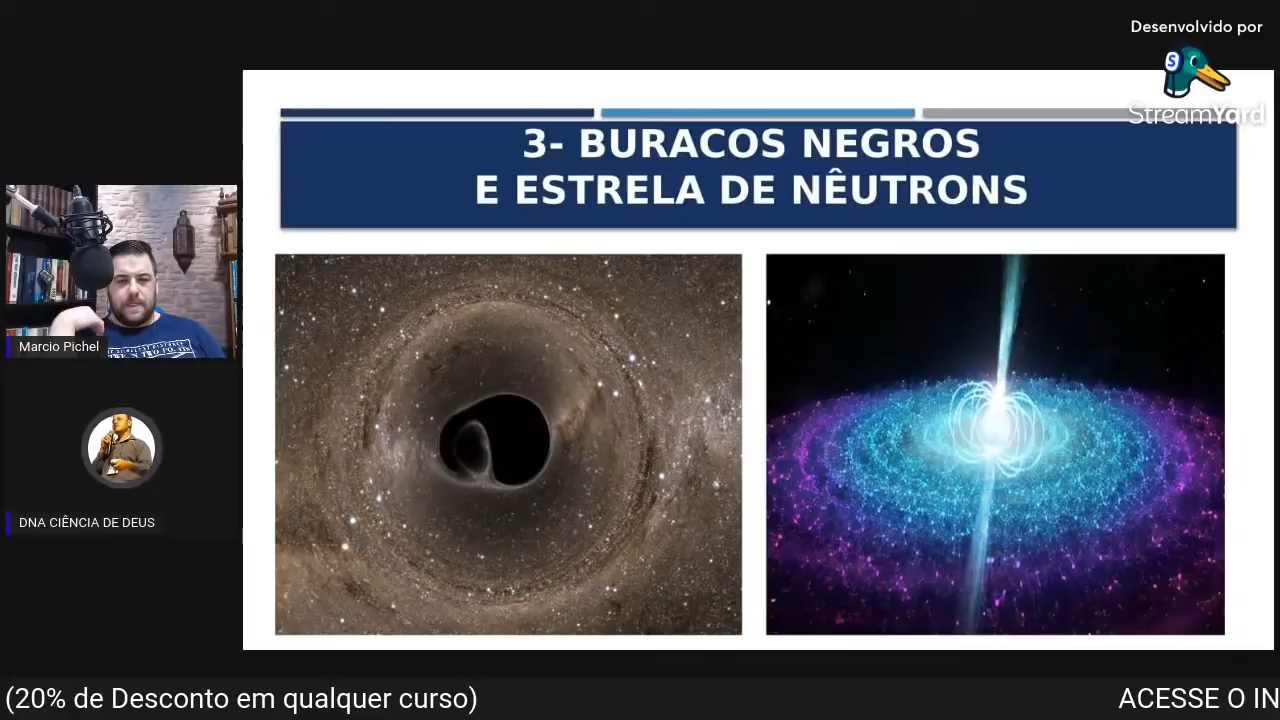 Desenvolvido por
StreamYard
3- BURACOS NEGROS
E ESTRELA DE NÊUTRONS
Marcio Pichel
DNA CIÊNCIA DE DEUS
(20% de Desconto em qualquer curso)
ACESSE O IN